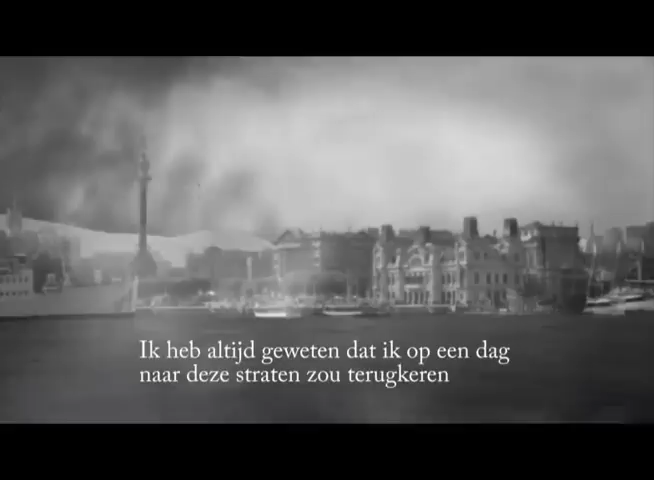 Ik heb altijd geweten dat ik op een dag
naar deze straten zou terugkeren